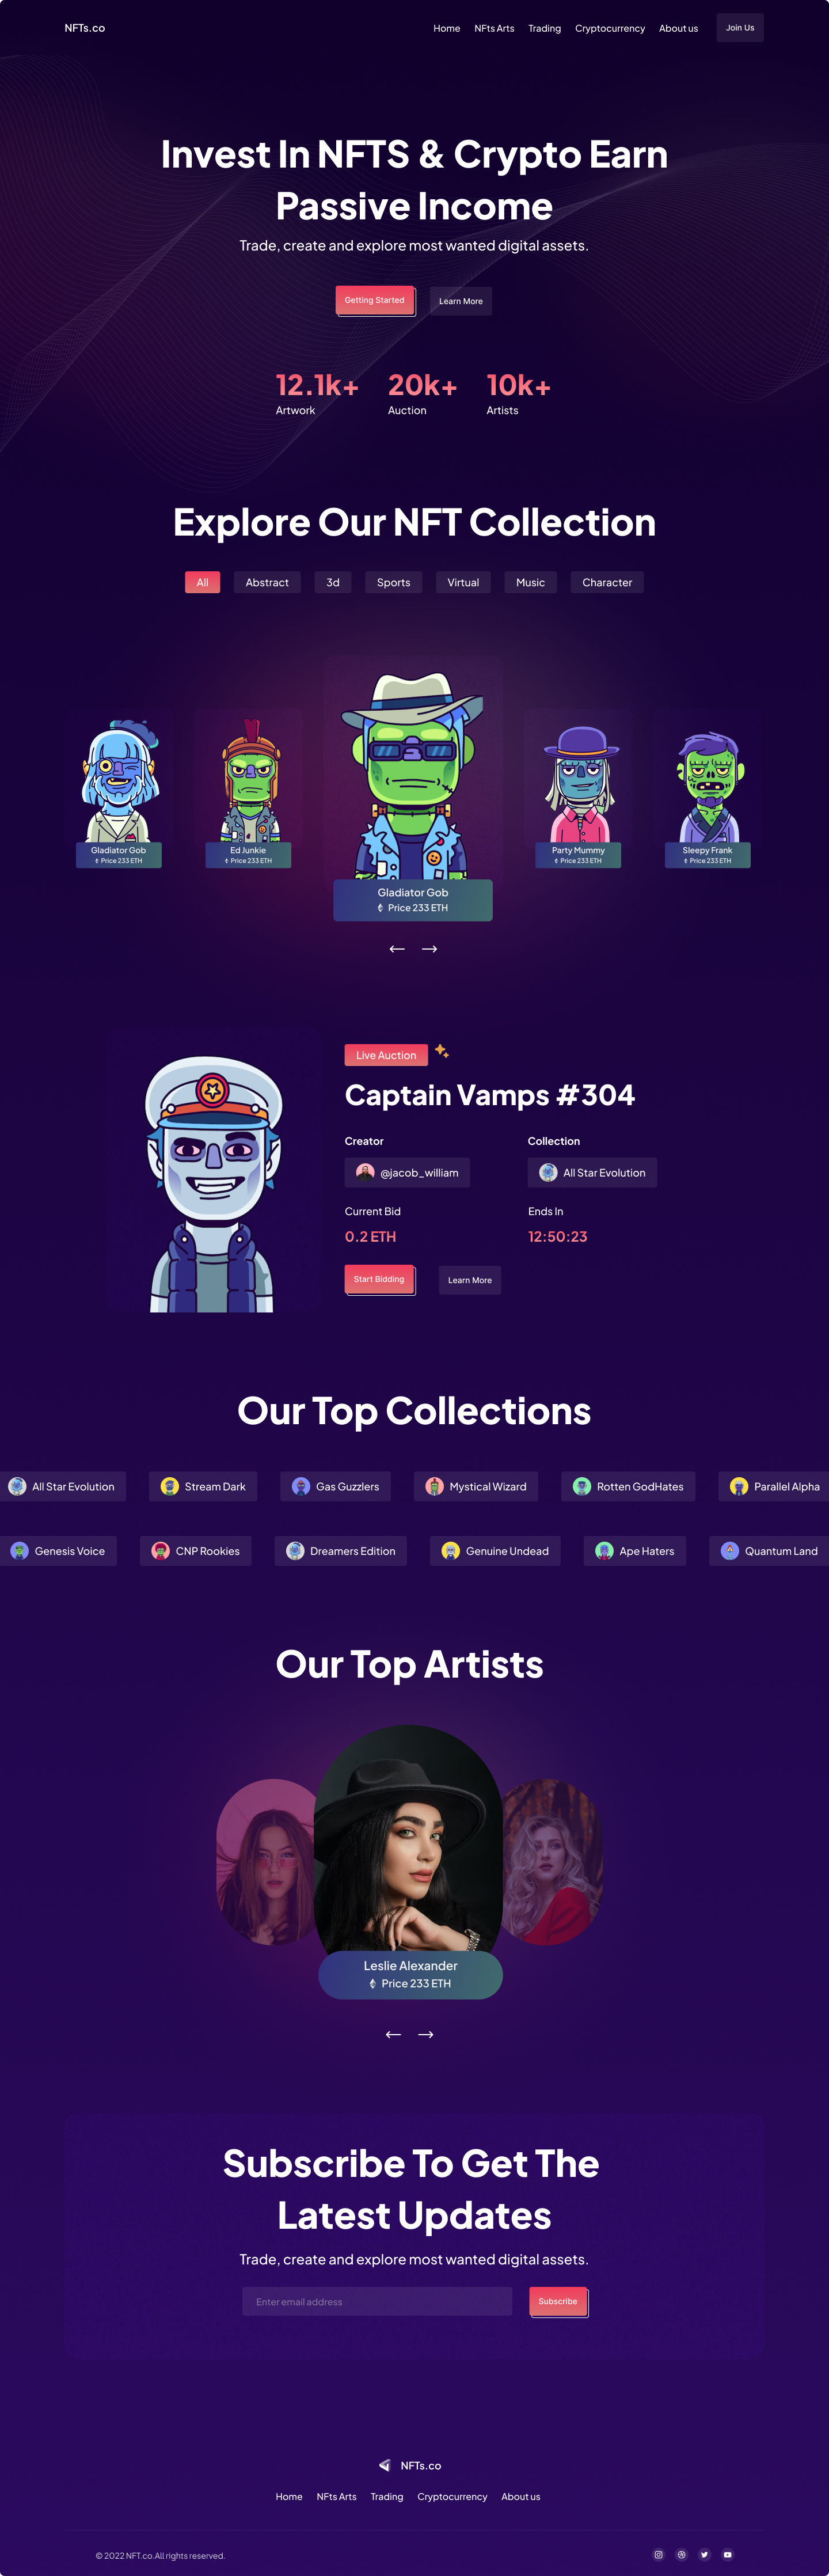 NFTs.co
Home NFts Arts Trading Cryptocurrency About us Join Us
Invest In NFTS & Crypto Earn
Passive Income
Trade, create and explore most wanted digital assets.
Getting Started Learn More
12.1k+ 20k+ 10k+
Artwork Auction Artists
Explore Our NFT Collection
All Abstract 3d Sports Virtual Music Character
Gladiator Gob
Price 233 ETH
Ed Junkie
Price 233 ETH
Gladiator Gob
Price 233 ETH
Party Mummy
Price 233 ETH
Sleepy Frank
Price 233 ETH
Live Auction
Captain Vamps #304
Creator Collection
@jacob_william All Star Evolution
Current Bid Ends In
0.2 ETH 12:50:23
Start Bidding Learn More
Our Top Collections
All Star Evolution Stream Dark Gas Guzzlers Mystical Wizard Rotten GodHates Parallel Alpha
Genesis Voice CNP Rookies Dreamers Edition Genuine Undead Ape Haters Quantum Land
Our Top Artists
Leslie Alexander
Price 233 ETH
Subscribe To Get The
Latest Updates
Trade, create and explore most wanted digital assets.
Enter email address Subscribe
NFTs.co
Home NFts Arts Trading Cryptocurrency About us
© 2022 NFT.co.All rights reserved.